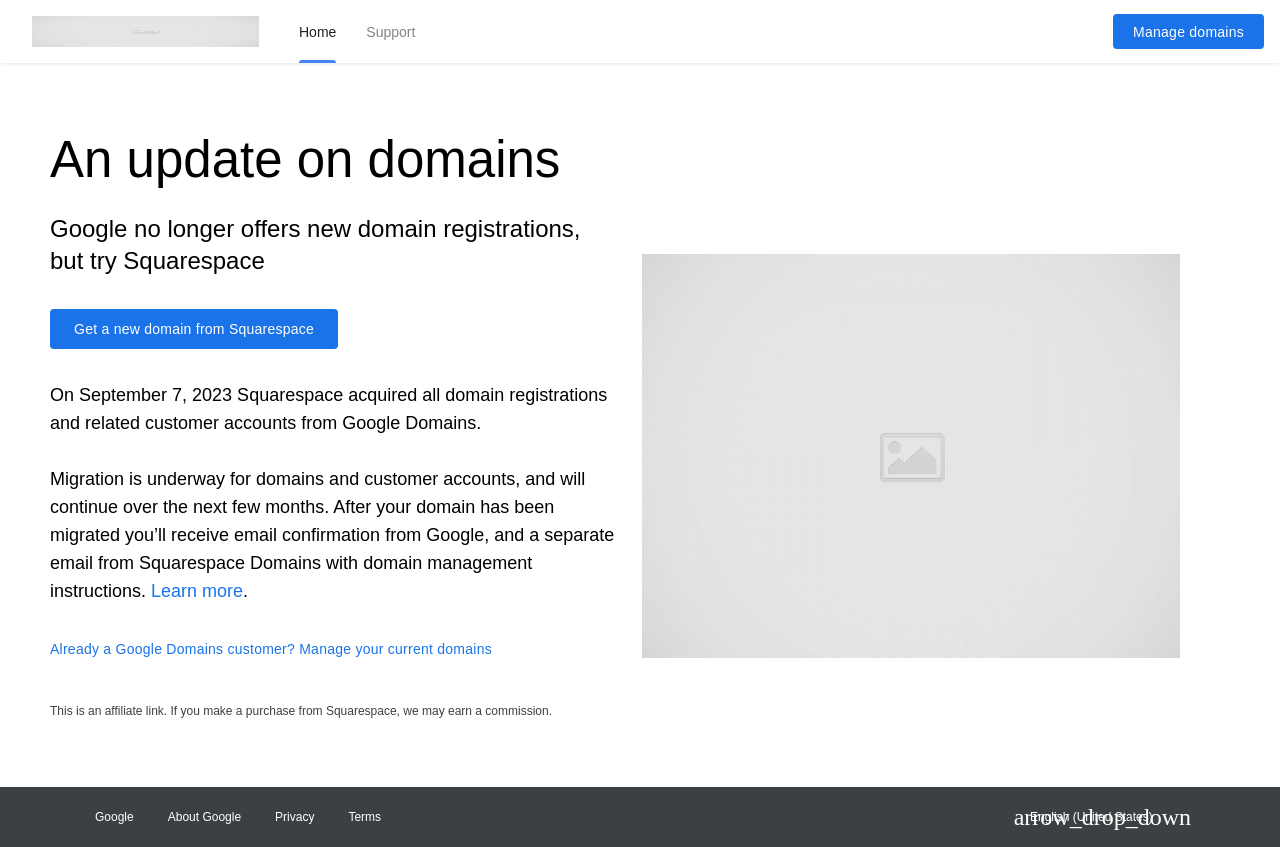 Home
Support
Manage domains
An update on domains
Google no longer offers new domain registrations,
but try Squarespace
Get a new domain from Squarespace
On September 7, 2023 Squarespace acquired all domain registrations
and related customer accounts from Google Domains.
Migration is underway for domains and customer accounts, and will
continue over the next few months. After your domain has been
migrated you’ll receive email confirmation from Google, and a separate
email from Squarespace Domains with domain management
instructions. Learn more.
Already a Google Domains customer? Manage your current domains
This is an affiliate link. If you make a purchase from Squarespace, we may earn a commission.
Google
About Google
Privacy
Terms
English (United States)
arrow_drop_down